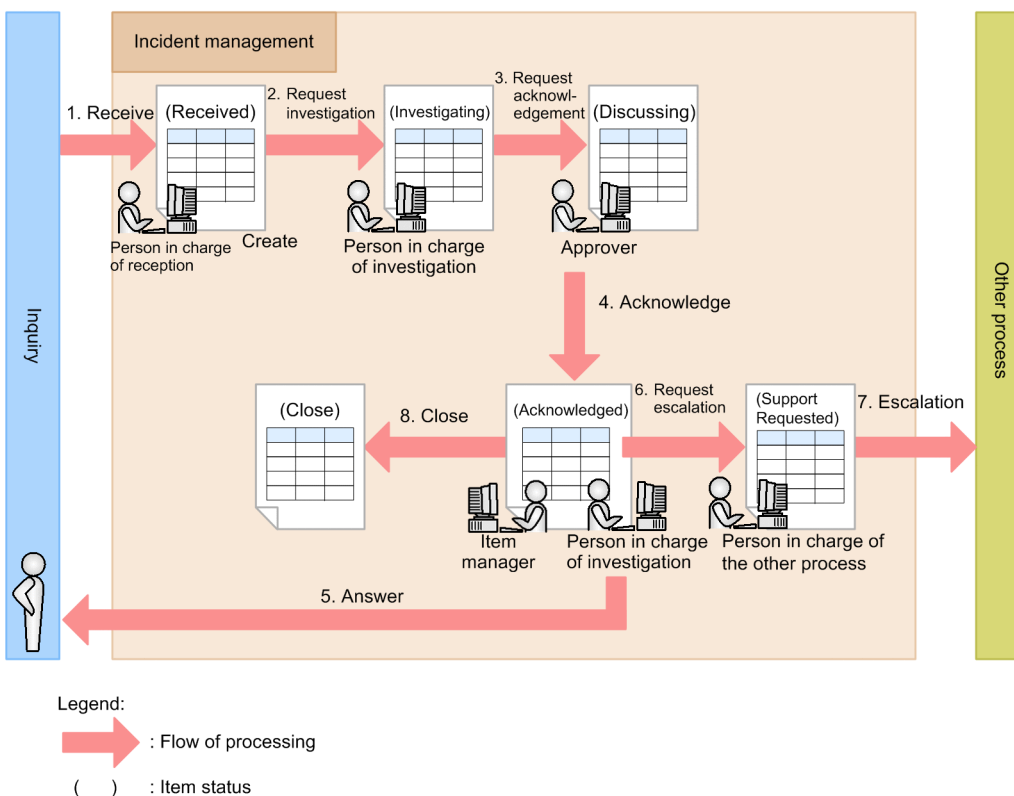 Incident management
1. Receive
(Received)
2. Request
investigation
(Investigating)
3. Request
acknowl-
edgement
(Discussing)
Person in charge
of reception
Create
Person in charge
of investigation
Approver
4. Acknowledge
Inquiry
Other process
(Close)
8. Close
(Acknowledged)
6. Request
escalation
(Support
Requested)
7. Escalation
Item
manager
Person in charge
of investigation
Person in charge of
the other process
5. Answer
Legend:
: Flow of processing
( ) : Item status